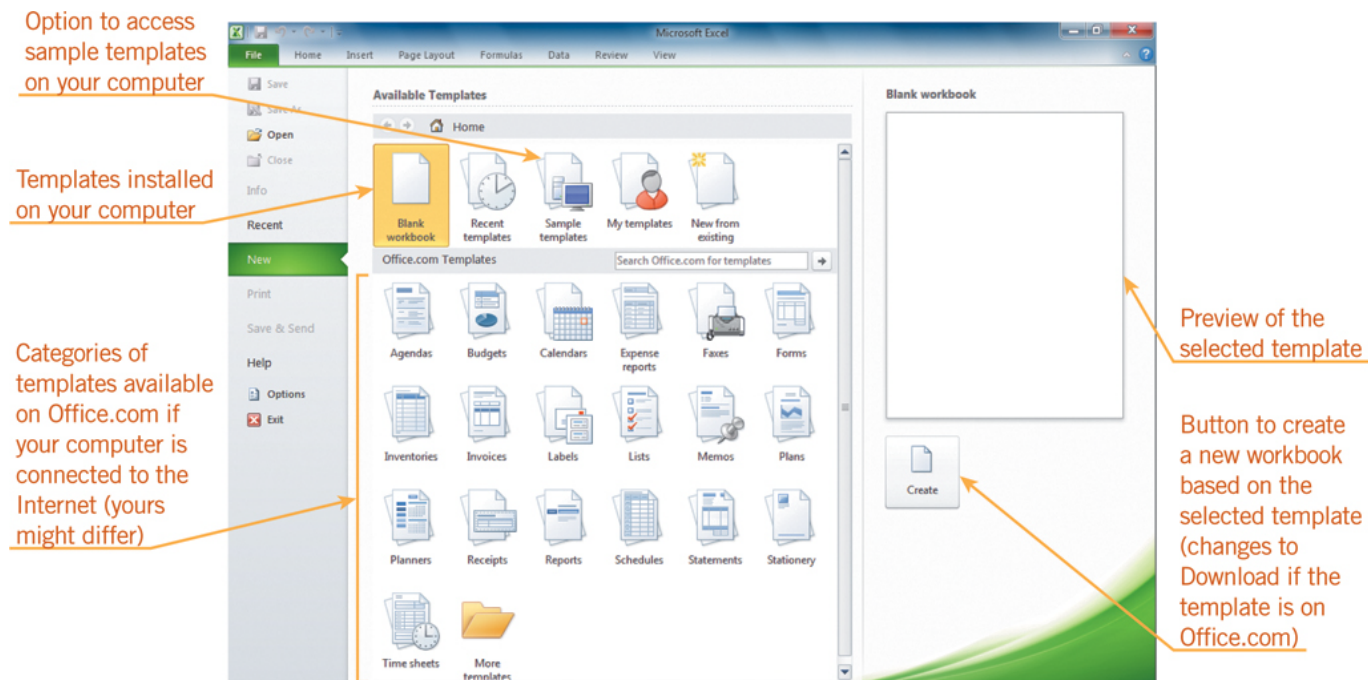 Option to access
sample templates
on your computer
Templates installed
on your computer
Categories of
templates available
on Office.com if
your computer is
connected to the
Internet (yours
might differ)
Microsoft Excel
File Home Insert Page Layout Formulas Data Review View
Save
Save As
Open
Close
Info
Recent
New
Print
Save & Send
Help
Options
Exit
Available Templates
Home
Blank
workbook
Recent
templates
Sample
templates
My templates
New from
existing
Office.com Templates
Search Office.com for templates
Agendas
Budgets
Calendars
Expense
reports
Faxes
Forms
Inventories
Invoices
Labels
Lists
Memos
Plans
Planners
Receipts
Reports
Schedules
Statements
Stationery
Time sheets
More
templates
Blank workbook
Create
Preview of the
selected template
Button to create
a new workbook
based on the
selected template
(changes to
Download if the
template is on
Office.com)